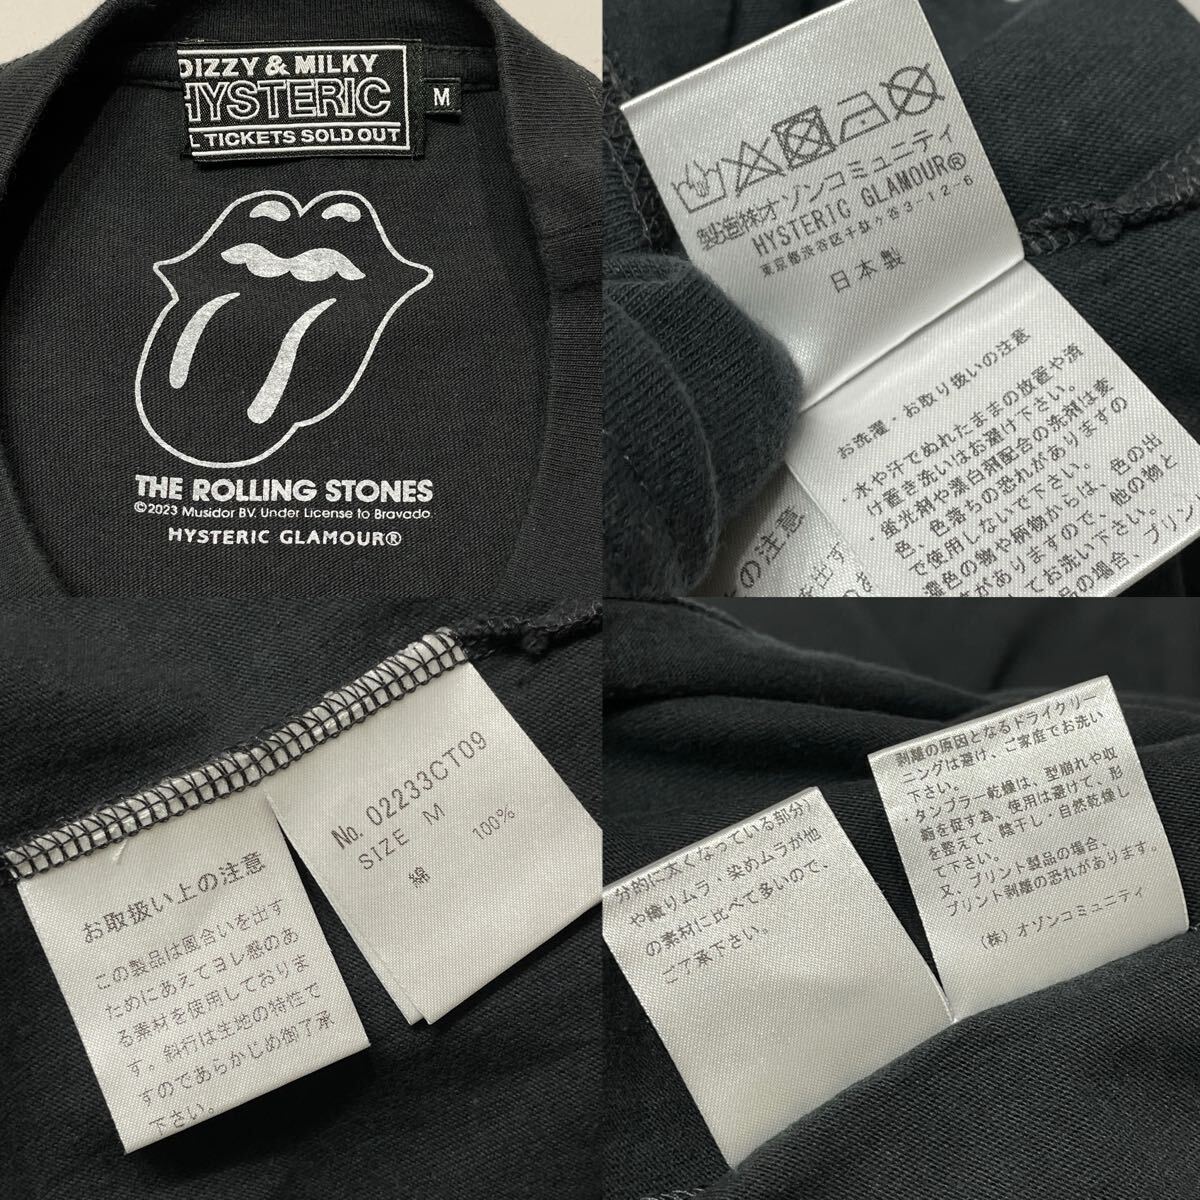 DIZZY & MILKY
HYSTERIC
L TICKETS SOLD OUT
M
THE ROLLING STONES
©2023 Musidor BV. Under License to Bravado.
HYSTERIC GLAMOUR®
製造㈱オゾンコミュニティ
HYSTERIC GLAMOUR®
東京都渋谷区千駄ヶ谷3-12-6
日本製
お洗濯・お取り扱いの注意
・水や汗でぬれたままの放置や漬
け置き洗いはお避け下さい。
・蛍光剤や漂白剤配合の洗剤は変
色、色落ちの恐れがありますの
で使用しないで下さい。
濃色の物や柄物からは、色の出
すがありますので、他の物と
してお洗い下さい。
品の場合、プリン
の注意
を出す
No. 02233CT09
SIZE M
綿 100%
お取扱い上の注意
この製品は風合いを出す
ためにあえてヨレ感のあ
る素材を使用しておりま
す。斜行は生地の特性で
すのであらかじめ御了承
下さい。
分的に太くなっている部分)
や織りムラ・染めムラが他
の素材に比べて多いので、
ご了承下さい。
剥離の原因となるドライクリー
ニングは避け、ご家庭でお洗い
下さい。
・タンブラー乾燥は、型崩れや収
縮を促す為、使用は避けて、形
を整えて、陰干し・自然乾燥し
て下さい。
又、プリント製品の場合、
プリント剥離の恐れがあります。
(株) オゾンコミュニティ